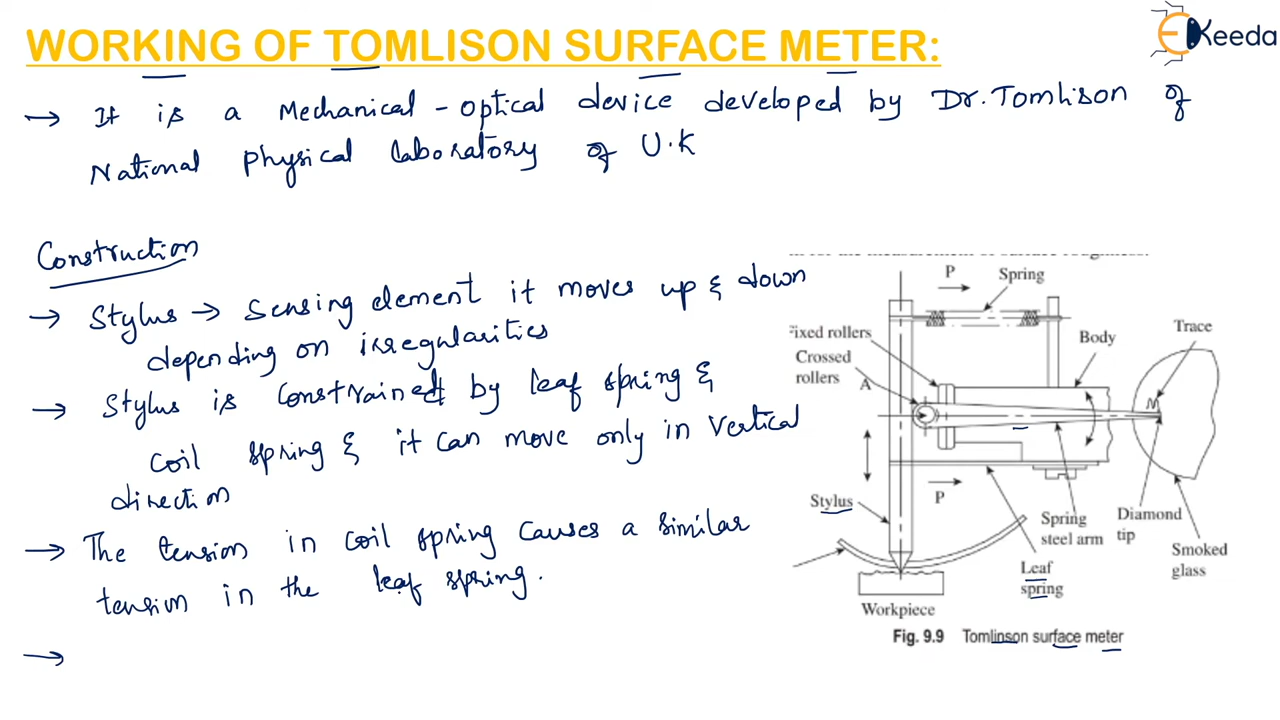 WORKING OF TOMLISON SURFACE METER:
EKeeda
→ It is a Mechanical - optical device developed by Dr. Tomlison of
National physical laboratory of U.K
Construction
→ Stylus → Sensing element it moves up & down
depending on irregularities
→ Stylus is constrained by leaf spring &
coil spring & it can move only in vertical
direction
→ The tension in coil spring causes a similar
tension in the leaf spring.
→
P
Spring
Fixed rollers
Crossed
rollers
A
Body
Trace
Stylus
P
Spring
steel arm
Diamond
tip
Smoked
glass
Leaf
spring
Workpiece
Fig. 9.9 Tomlinson surface meter